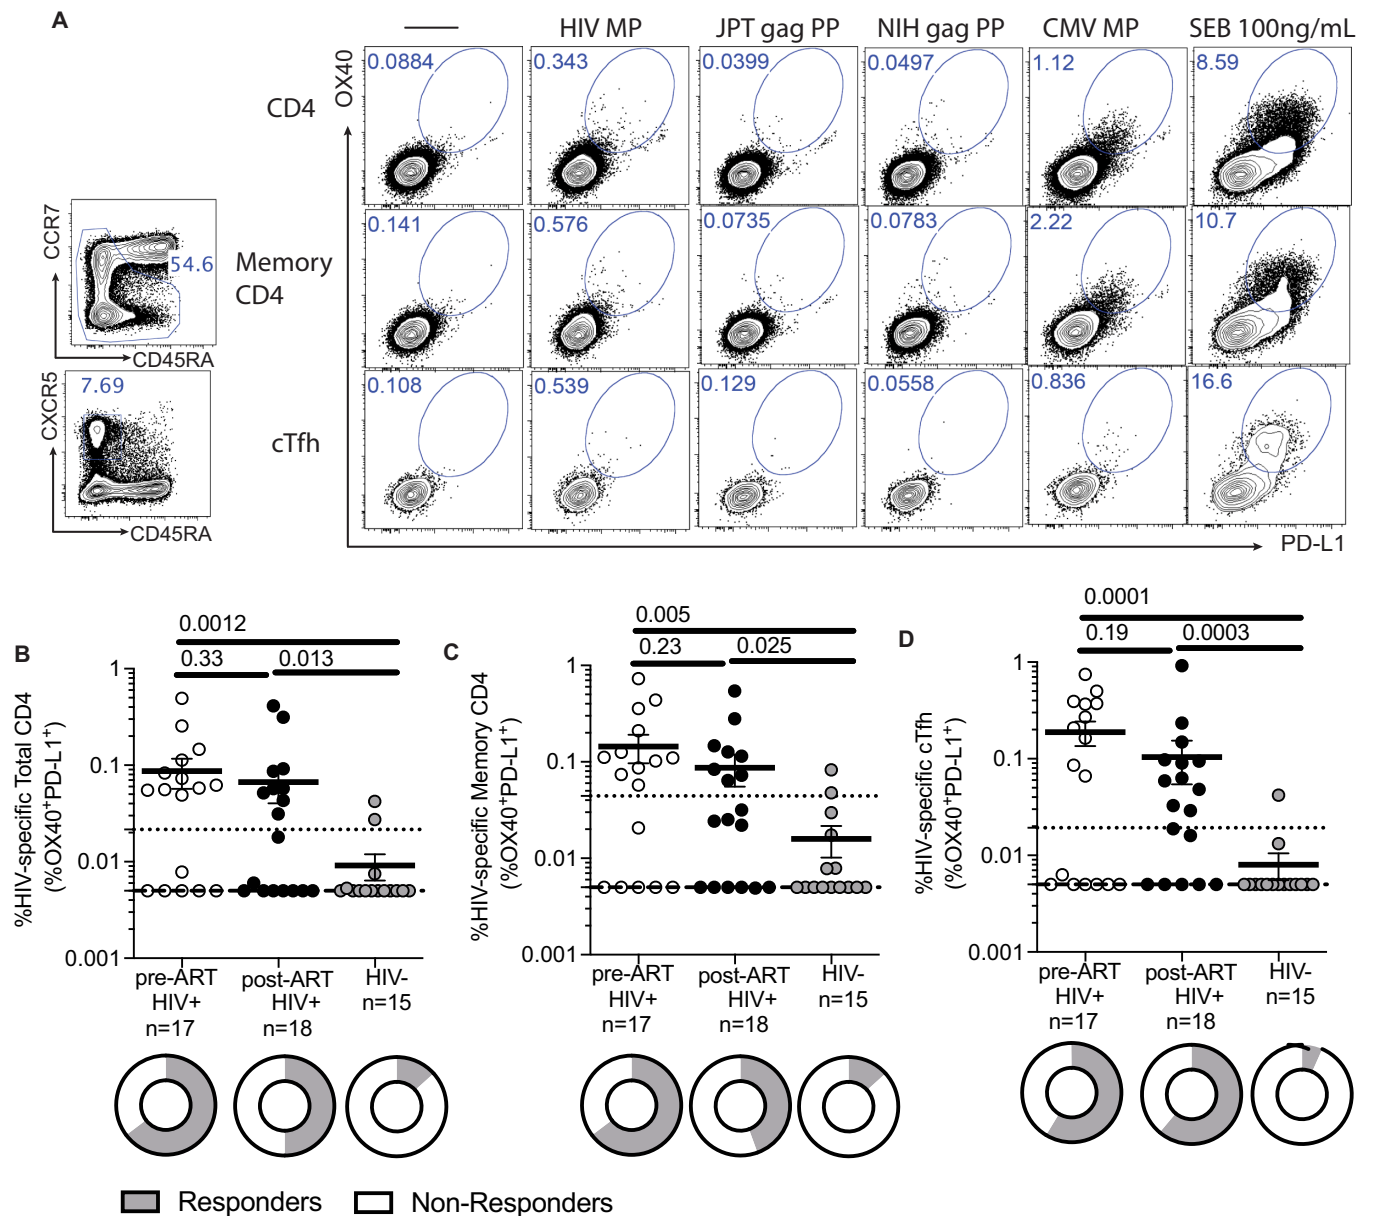 A
HIV MP
JPT gag PP
NIH gag PP
CMV MP
SEB 100ng/mL
OX40
CD4
0.0884
0.343
0.0399
0.0497
1.12
8.59
CCR7
54.6
CD45RA
Memory
CD4
0.141
0.576
0.0735
0.0783
2.22
10.7
CXCR5
7.69
CD45RA
cTfh
0.108
0.539
0.129
0.0558
0.836
16.6
PD-L1
B
0.0012
0.33
0.013
%HIV-specific Total CD4
(%OX40+PD-L1+)
1
0.1
0.01
0.001
pre-ART
HIV+
n=17
post-ART
HIV+
n=18
HIV-
n=15
C
0.005
0.23
0.025
%HIV-specific Memory CD4
(%OX40+PD-L1+)
1
0.1
0.01
0.001
pre-ART
HIV+
n=17
post-ART
HIV+
n=18
HIV-
n=15
D
0.0001
0.19
0.0003
%HIV-specific cTfh
(%OX40+PD-L1+)
1
0.1
0.01
0.001
pre-ART
HIV+
n=17
post-ART
HIV+
n=18
HIV-
n=15
Responders
Non-Responders